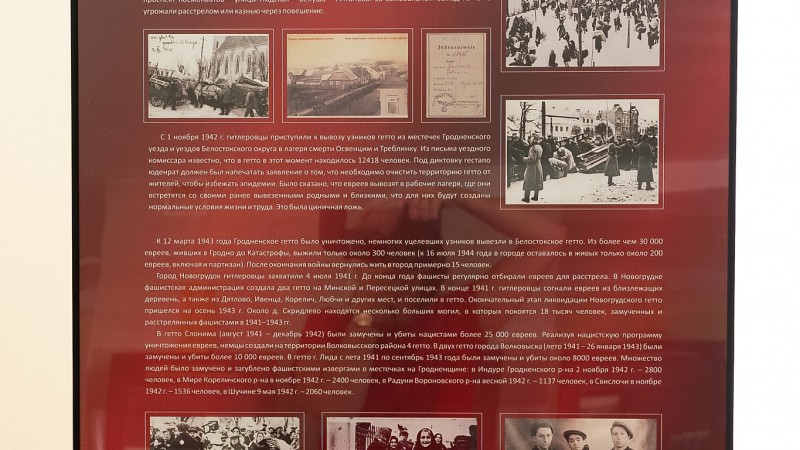 угрожали расстрелом или казнью через повешение.
С 1 ноября 1942 г. гитлеровцы приступили к вывозу узников гетто из местечек Гродненского
уезда и уездов Белостокского округа в лагеря смерти Освенцим и Треблинку. Из письма уездного
комиссара известно, что в гетто в этот момент находилось 12418 человек. Под диктовку гестапо
юденрат должен был напечатать заявление о том, что необходимо очистить территорию гетто от
жителей, чтобы избежать эпидемии. Было сказано, что евреев вывозят в рабочие лагеря, где они
встретятся со своими ранее вывезенными родными и близкими, что для них будут созданы
нормальные условия жизни и труда. Это была циничная ложь.
К 12 марта 1943 года Гродненское гетто было уничтожено, немногих уцелевших узников вывезли в Белостокское гетто. Из более чем 30 000
евреев, живших в Гродно до Катастрофы, выжили только около 300 человек (к 16 июля 1944 года в городе оставалось в живых только около 200
евреев, включая и партизан). После окончания войны вернулись жить в город примерно 15 человек.
Город Новогрудок гитлеровцы захватили 4 июля 1941 г. До конца года фашисты регулярно отбирали евреев для расстрела. В Новогрудке
фашистская администрация создала два гетто на Минской и Пересецкой улицах. В конце 1941 г. гитлеровцы согнали евреев из близлежащих
деревень, а также из Дятлово, Ивенца, Корелич, Любчи и других мест, и поселили в гетто. Окончательный этап ликвидации Новогрудского гетто
пришелся на осень 1943 г. Около д. Скридлево находятся несколько больших могил, в которых покоятся 18 тысяч человек, замученных и
расстрелянных фашистами в 1941–1943 гг.
В гетто Слонима (август 1941 – декабрь 1942) были замучены и убиты нацистами более 25 000 евреев. Реализуя нацистскую программу
уничтожения евреев, немцы создали на территории Волковысского района 4 гетто. В двух гетто города Волковыска (лето 1941 – 26 января 1943) были
замучены и убиты более 10 000 евреев. В гетто г. Лида с лета 1941 по сентябрь 1943 года были замучены и убиты около 8000 евреев. Множество
людей было замучено и загублено фашистскими извергами в местечках на Гродненщине: в Индуре Гродненского р-на 2 ноября 1942 г. – 2800
человек, в Мире Кореличского р-на в ноябре 1942 г. – 2400 человек, в Радуни Вороновского р-на весной 1942 г. – 1137 человек, в Свислочи в ноябре
1942 г. – 1536 человек, в Щучине 9 мая 1942 г. – 2060 человек.